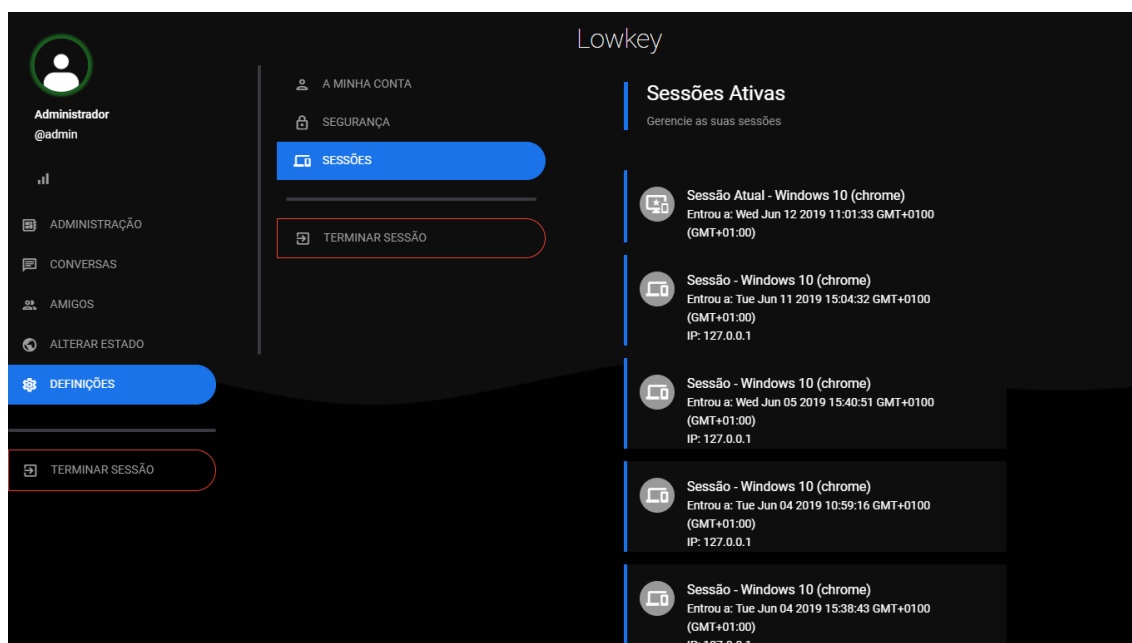 Lowkey
Administrador
@admin
ADMINISTRAÇÃO
CONVERSAS
AMIGOS
ALTERAR ESTADO
DEFINIÇÕES
TERMINAR SESSÃO
A MINHA CONTA
SEGURANÇA
SESSÕES
TERMINAR SESSÃO
Sessões Ativas
Gerencie as suas sessões
Sessão Atual - Windows 10 (chrome)
Entrou a: Wed Jun 12 2019 11:01:33 GMT+0100
(GMT+01:00)
Sessão - Windows 10 (chrome)
Entrou a: Tue Jun 11 2019 15:04:32 GMT+0100
(GMT+01:00)
IP: 127.0.0.1
Sessão - Windows 10 (chrome)
Entrou a: Wed Jun 05 2019 15:40:51 GMT+0100
(GMT+01:00)
IP: 127.0.0.1
Sessão - Windows 10 (chrome)
Entrou a: Tue Jun 04 2019 10:59:16 GMT+0100
(GMT+01:00)
IP: 127.0.0.1
Sessão - Windows 10 (chrome)
Entrou a: Tue Jun 04 2019 15:38:43 GMT+0100
(GMT+01:00)
IP: 127.0.0.1